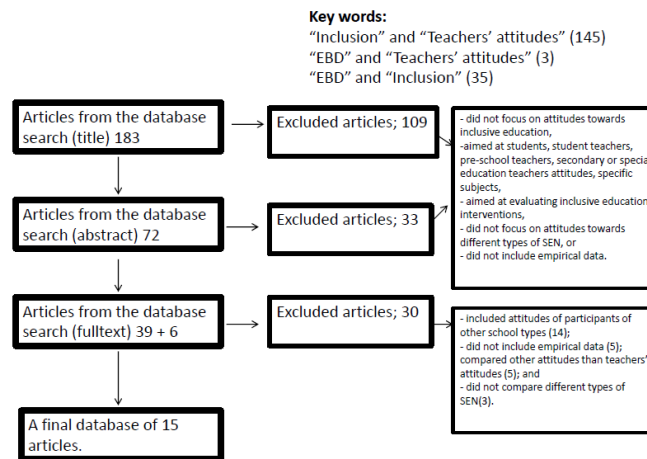 Key words:
“Inclusion” and “Teachers’ attitudes” (145)
“EBD” and “Teachers’ attitudes” (3)
“EBD” and “Inclusion” (35)
Articles from the database
search (title) 183
Excluded articles; 109
- did not focus on attitudes towards
inclusive education,
-aimed at students, student teachers,
pre-school teachers, secondary or special
education teachers attitudes, specific
subjects,
- aimed at evaluating inclusive education
interventions,
- did not focus on attitudes towards
different types of SEN, or
- did not include empirical data.
Articles from the database
search (abstract) 72
Excluded articles; 33
Articles from the database
search (fulltext) 39 + 6
Excluded articles; 30
- included attitudes of participants of
other school types (14);
- did not include empirical data (5);
compared other attitudes than teachers’
attitudes (5); and
- did not compare different types of
SEN(3).
A final database of 15
articles.